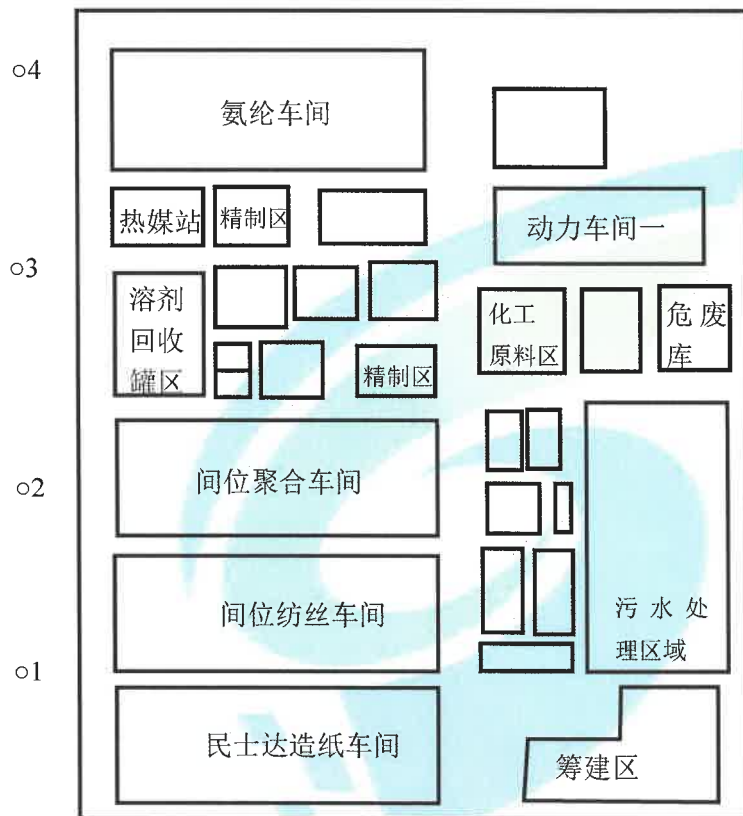 ○4
氨纶车间
热媒站
精制区
动力车间一
○3
溶剂
回收
罐区
化工
原料区
危废
库
精制区
○2
间位聚合车间
间位纺丝车间
污水处
理区域
○1
民士达造纸车间
筹建区